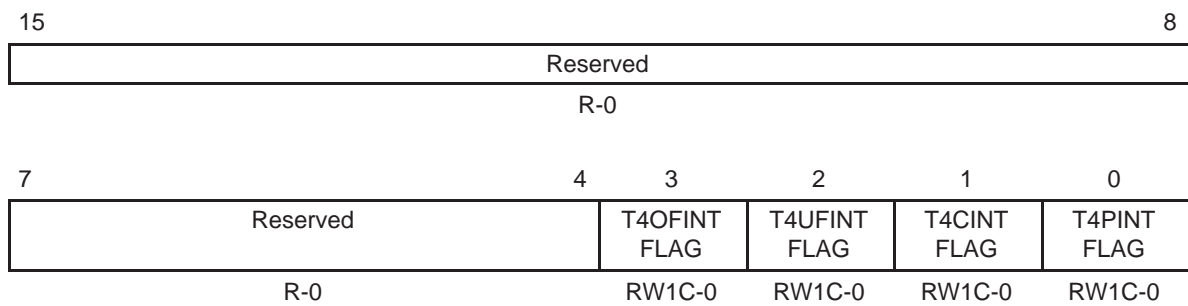 15 8
Reserved
R-0
7 4 3 2 1 0
Reserved T4OFINT FLAG T4UFINT FLAG T4CINT FLAG T4PINT FLAG
R-0 RW1C-0 RW1C-0 RW1C-0 RW1C-0